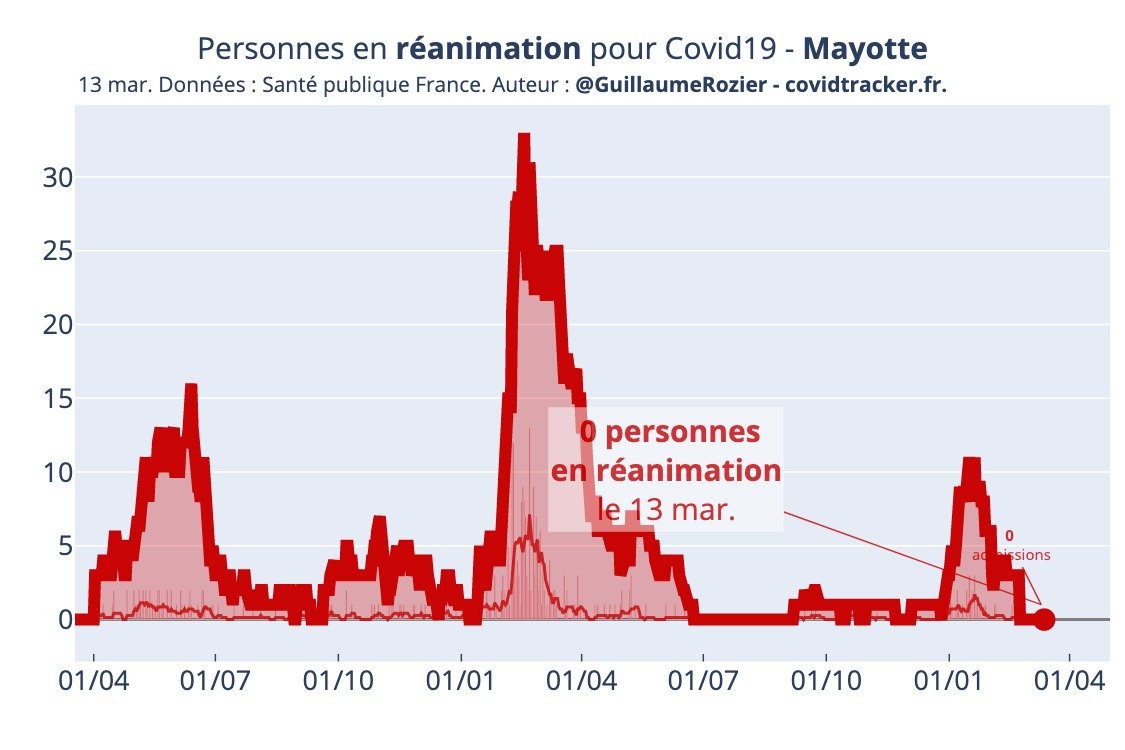 Personnes en réanimation pour Covid19 - Mayotte
13 mar. Données : Santé publique France. Auteur : @GuillaumeRozier - covidtracker.fr.
30
25
20
15
10
5
0
0 personnes
en réanimation
le 13 mar.
0
admissions
01/04 01/07 01/10 01/01 01/04 01/07 01/10 01/01 01/04